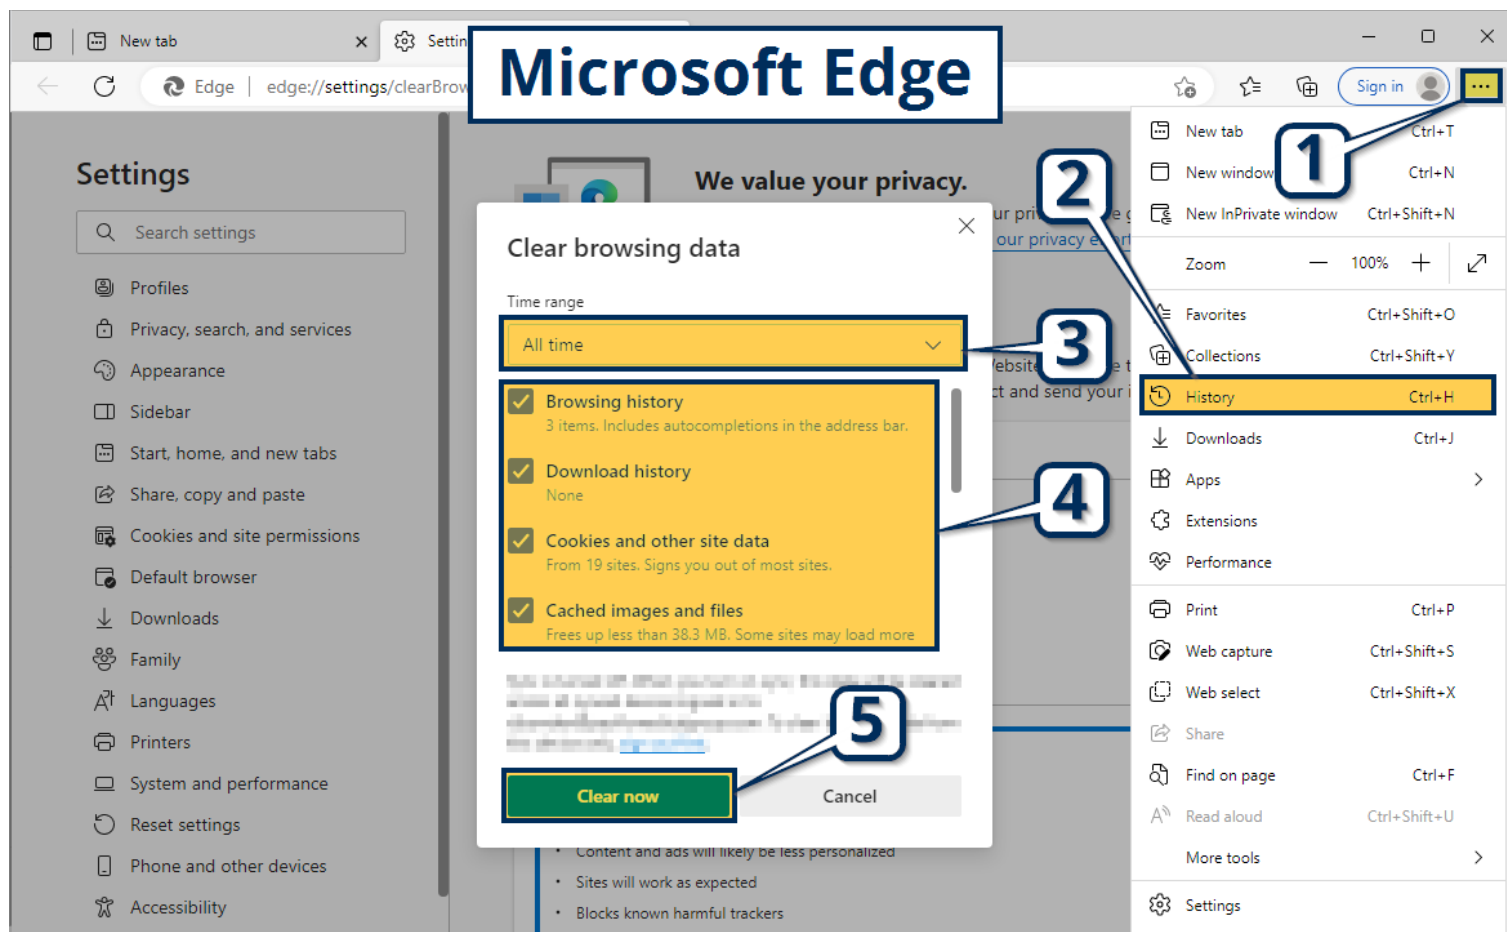 New tab
Settin
Microsoft Edge
Edge
edge://settings/clearBrow
Sign in
Settings
Search settings
Profiles
Privacy, search, and services
Appearance
Sidebar
Start, home, and new tabs
Share, copy and paste
Cookies and site permissions
Default browser
Downloads
Family
Languages
Printers
System and performance
Reset settings
Phone and other devices
Accessibility
We value your privacy.
ur pri
our privacy e
ort
ebsit
ct and send your i
Clear browsing data
Time range
All time
Browsing history
3 items. Includes autocompletions in the address bar.
Download history
None
Cookies and other site data
From 19 sites. Signs you out of most sites.
Cached images and files
Frees up less than 38.3 MB. Some sites may load more
Clear now
Cancel
Content and ads will likely be less personalized
• Sites will work as expected
• Blocks known harmful trackers
1
2
3
4
5
New tab Ctrl+T
New window Ctrl+N
New InPrivate window Ctrl+Shift+N
Zoom — 100% +
Favorites Ctrl+Shift+O
Collections Ctrl+Shift+Y
History Ctrl+H
Downloads Ctrl+J
Apps
Extensions
Performance
Print Ctrl+P
Web capture Ctrl+Shift+S
Web select Ctrl+Shift+X
Share
Find on page Ctrl+F
Read aloud Ctrl+Shift+U
More tools
Settings